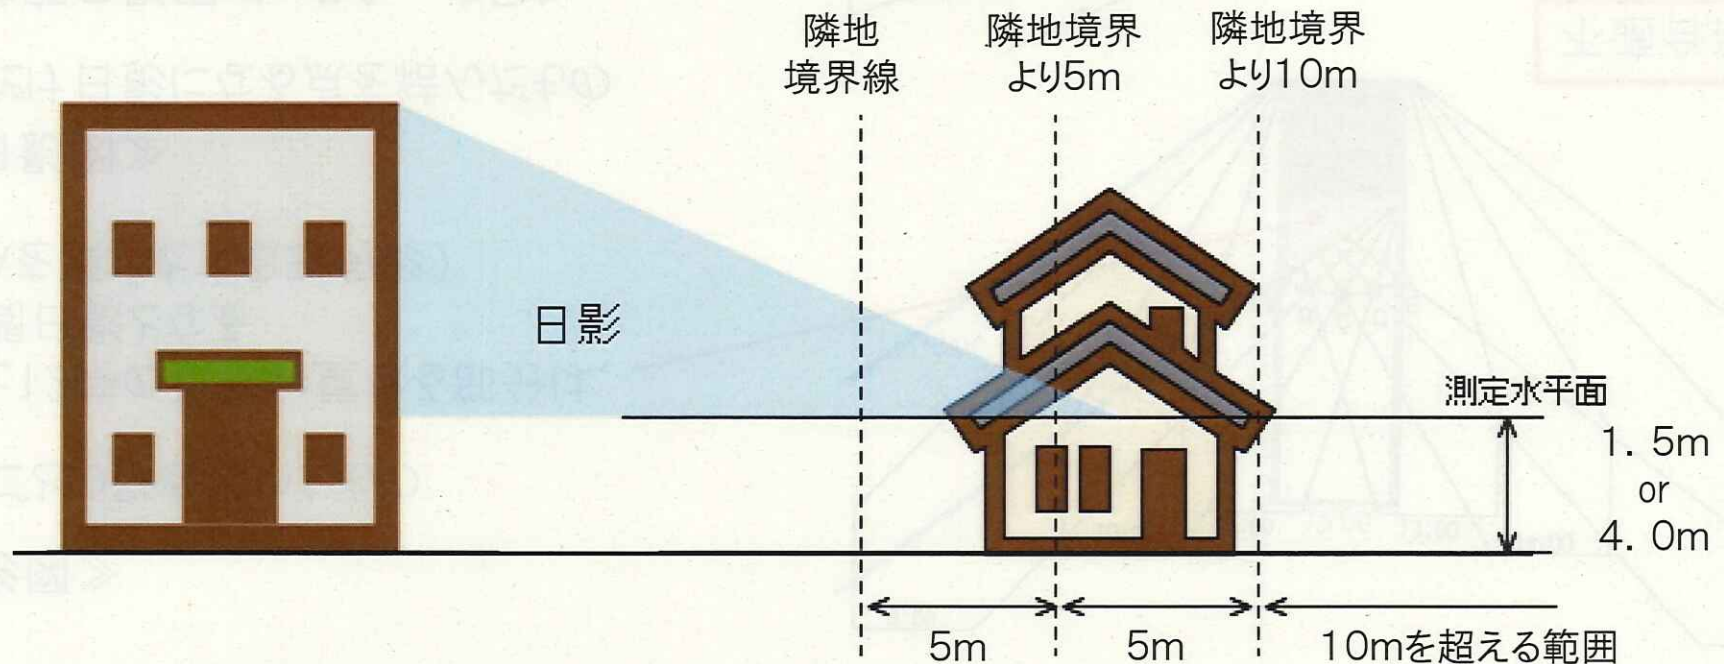 隣地
境界線
隣地境界
より5m
隣地境界
より10m
日影
測定水平面
1．5m
or
4．0m
5m
5m
10mを超える範囲